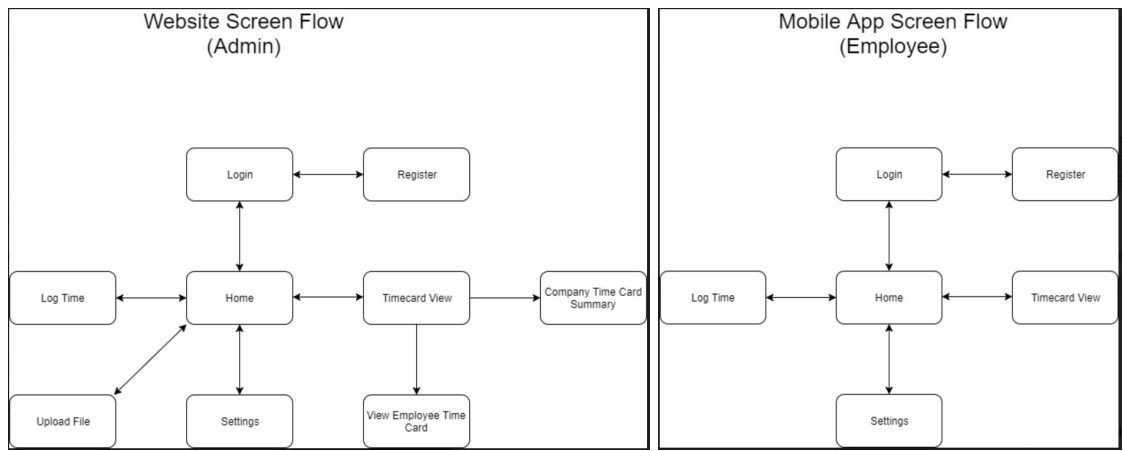 Website Screen Flow
(Admin)
Login
Register
Log Time
Home
Timecard View
Company Time Card
Summary
Upload File
Settings
View Employee Time
Card
Mobile App Screen Flow
(Employee)
Login
Register
Log Time
Home
Timecard View
Settings